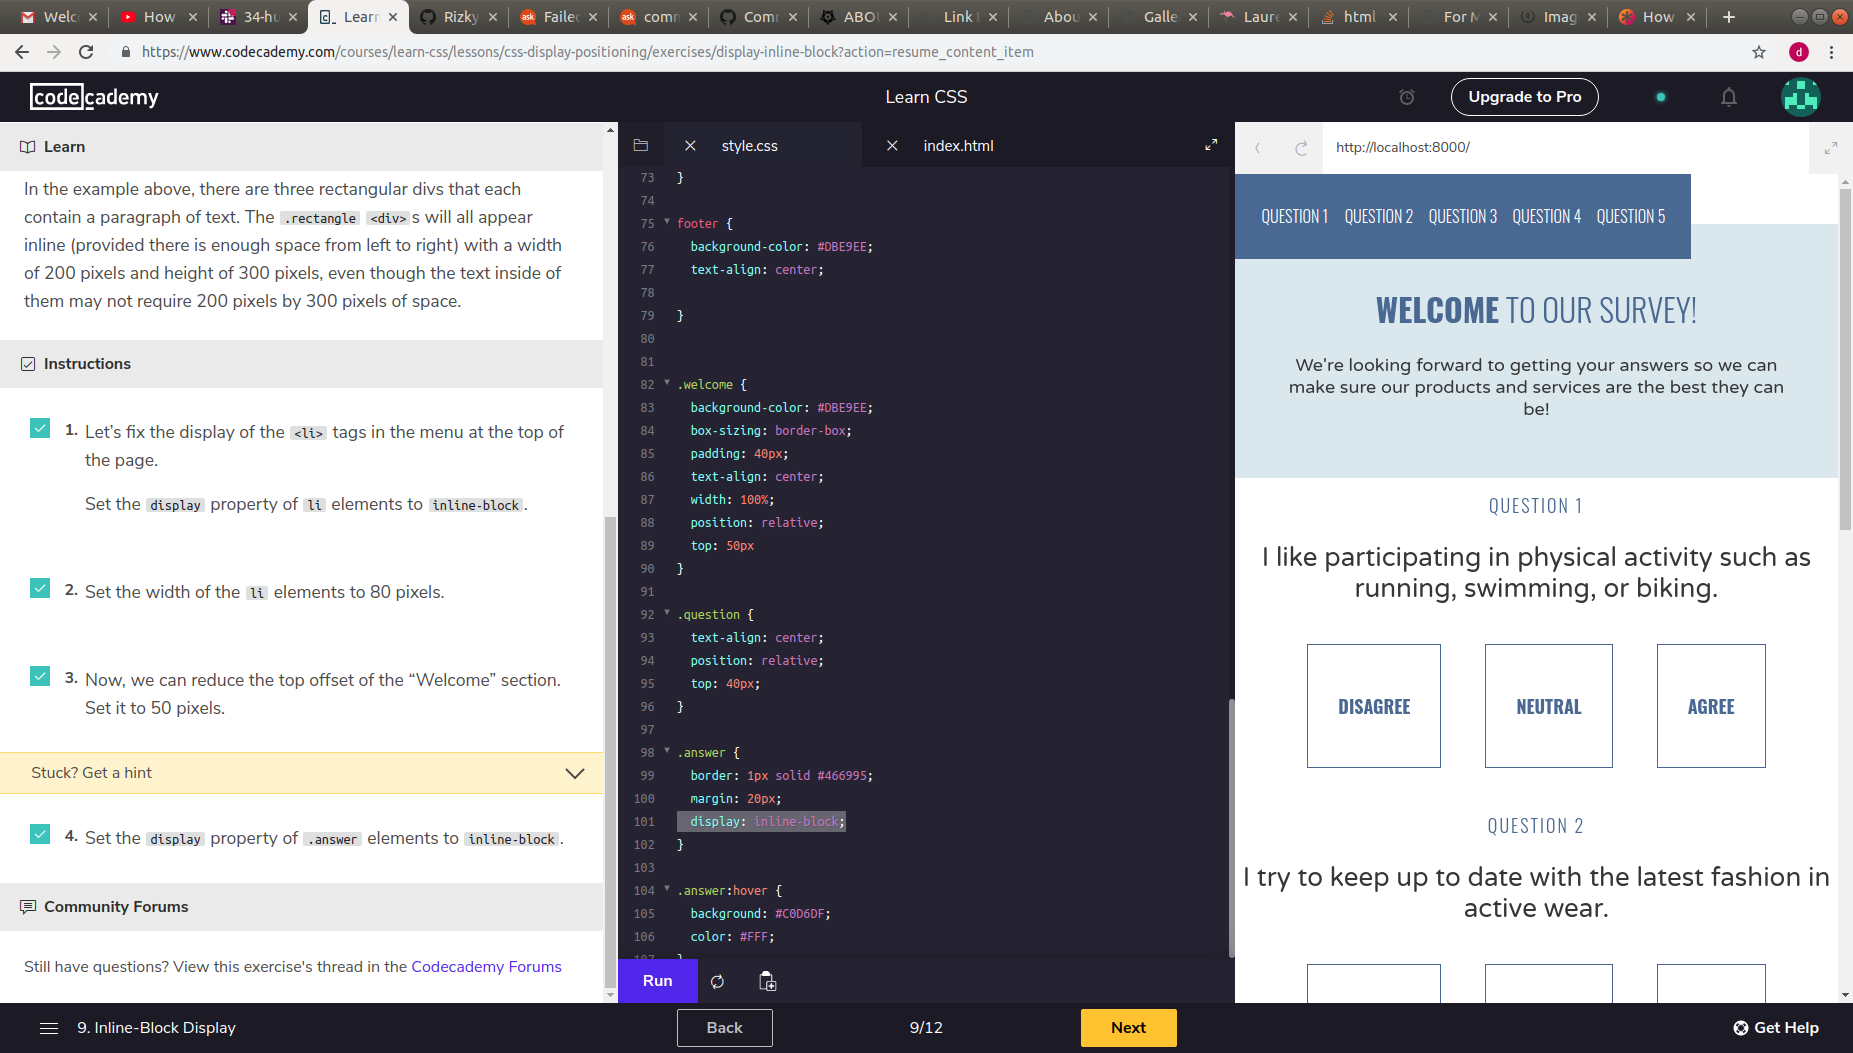 Welc
How
34-hu
Learn
Rizky
Failed
comm
Comm
ABO
Link
Abou
Galle
Laure
html
For M
Imag
How
https://www.codecademy.com/courses/learn-css/lessons/css-display-positioning/exercises/display-inline-block?action=resume_content_item
d
codecademy
Learn CSS
Upgrade to Pro
Learn
In the example above, there are three rectangular divs that each
contain a paragraph of text. The .rectangle <div>s will all appear
inline (provided there is enough space from left to right) with a width
of 200 pixels and height of 300 pixels, even though the text inside of
them may not require 200 pixels by 300 pixels of space.
Instructions
1. Let's fix the display of the <li> tags in the menu at the top of
the page.
Set the display property of li elements to inline-block.
2. Set the width of the li elements to 80 pixels.
3. Now, we can reduce the top offset of the “Welcome” section.
Set it to 50 pixels.
Stuck? Get a hint
4. Set the display property of .answer elements to inline-block.
Community Forums
Still have questions? View this exercise's thread in the Codecademy Forums
style.css
index.html
73 }
74
75 footer {
76 background-color: #DBE9EE;
77 text-align: center;
78
79 }
80
81
82 .welcome {
83 background-color: #DBE9EE;
84 box-sizing: border-box;
85 padding: 40px;
86 text-align: center;
87 width: 100%;
88 position: relative;
89 top: 50px
90 }
91
92 .question {
93 text-align: center;
94 position: relative;
95 top: 40px;
96 }
97
98 .answer {
99 border: 1px solid #466995;
100 margin: 20px;
101 display: inline-block;
102 }
103
104 .answer:hover {
105 background: #C0D6DF;
106 color: #FFF;
107 }
Run
http://localhost:8000/
QUESTION 1 QUESTION 2 QUESTION 3 QUESTION 4 QUESTION 5
WELCOME TO OUR SURVEY!
We're looking forward to getting your answers so we can
make sure our products and services are the best they can
be!
QUESTION 1
I like participating in physical activity such as
running, swimming, or biking.
DISAGREE NEUTRAL AGREE
QUESTION 2
I try to keep up to date with the latest fashion in
active wear.
9. Inline-Block Display
Back
9/12
Next
Get Help